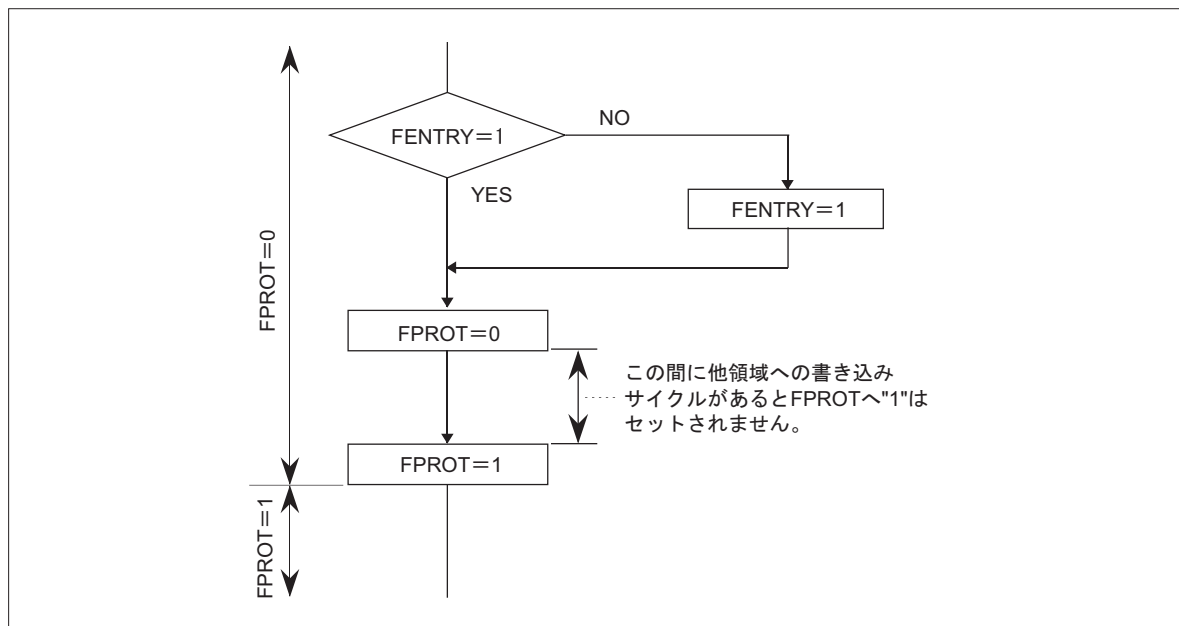 FENTRY＝1
NO
YES
FENTRY＝1
FPROT＝0
FPROT＝0
この間に他領域への書き込み
サイクルがあるとFPROTへ"1"は
セットされません。
FPROT＝1
FPROT＝1